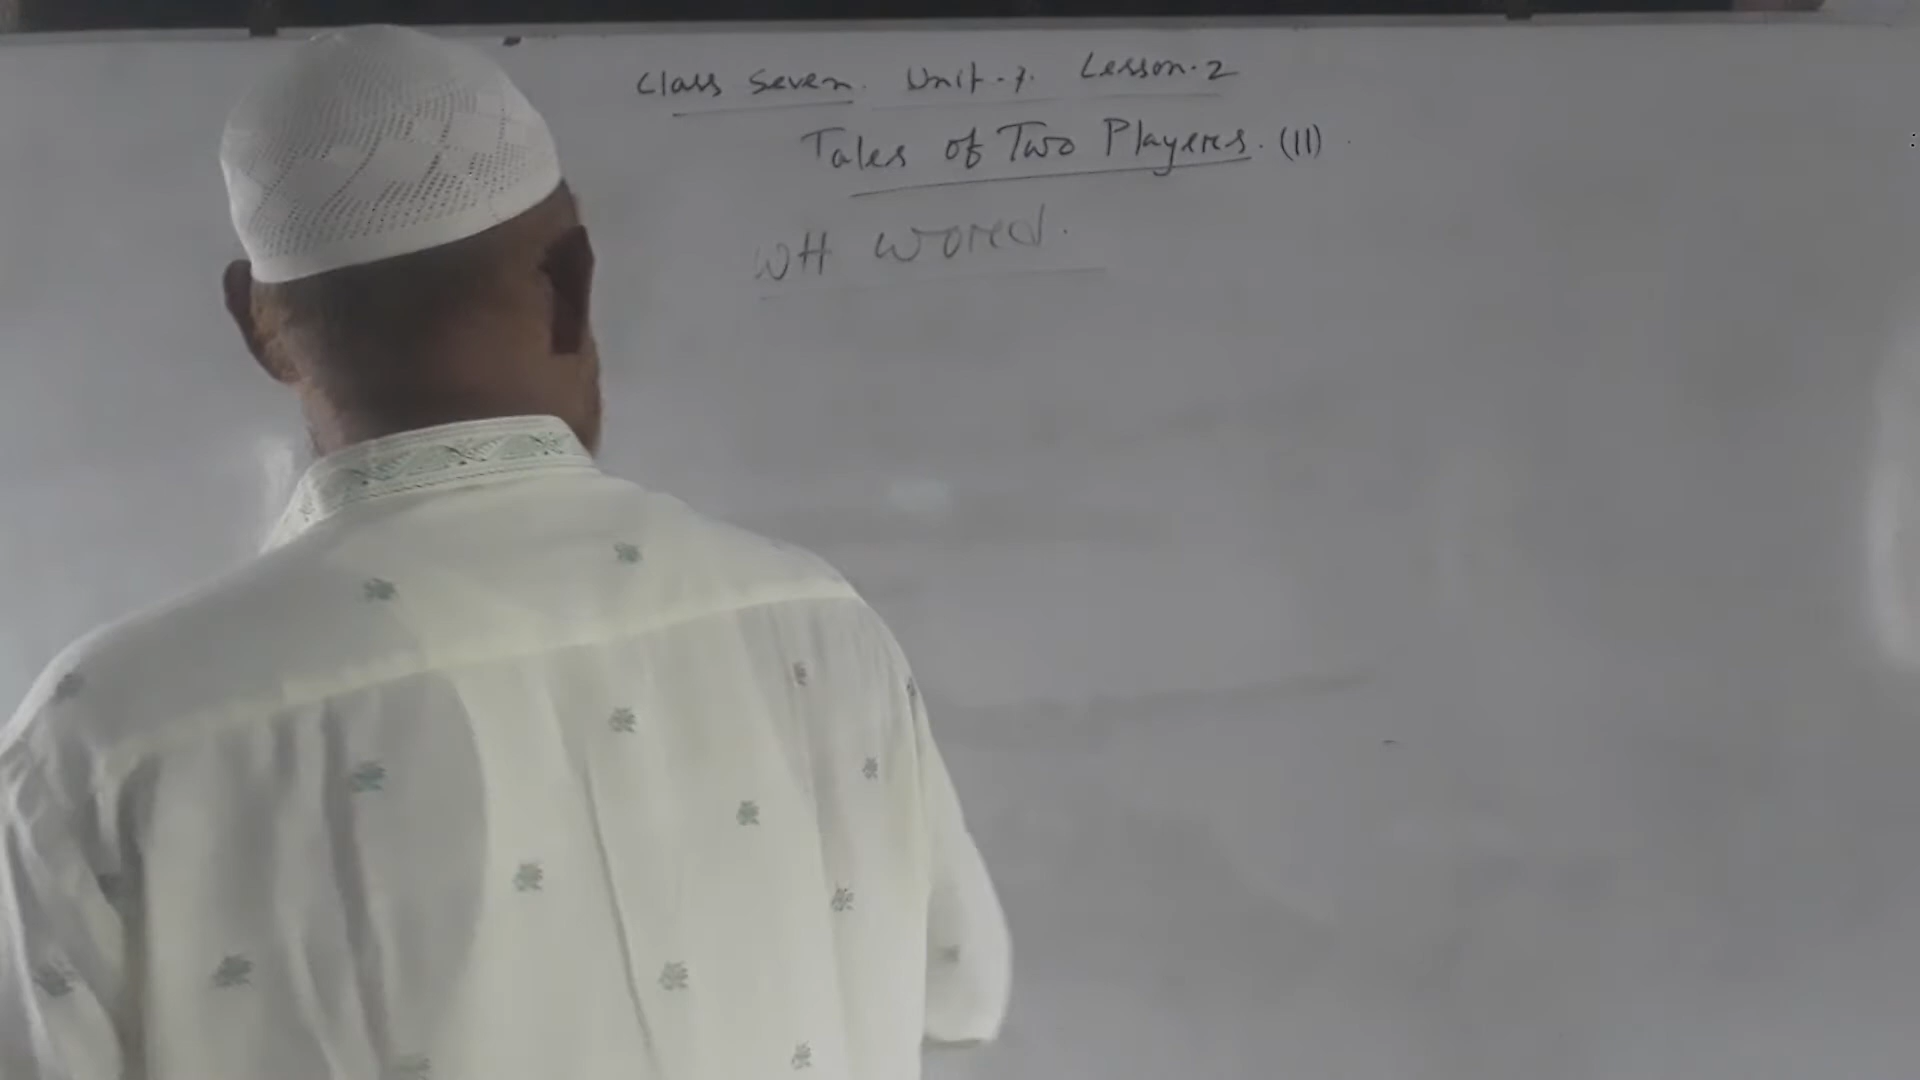 Class Seven. Unit-7. Lesson-2
Tales of Two Players. (II)
WH Word.